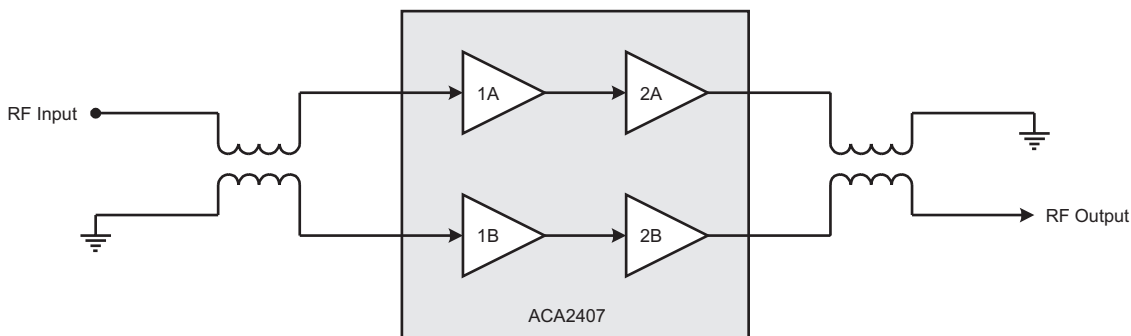 RF Input
1A
2A
1B
2B
RF Output
ACA2407